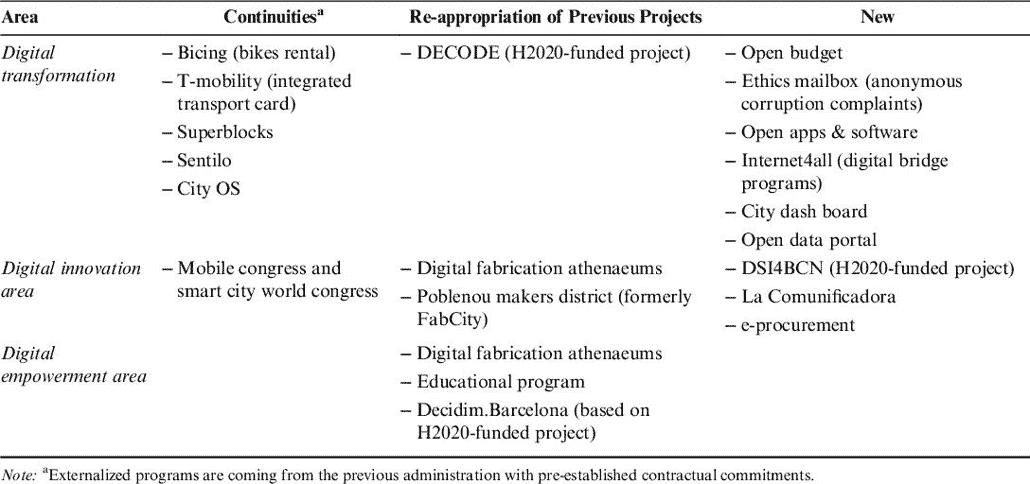 Area Continuitiesa Re-appropriation of Previous Projects New
Digital transformation
– Bicing (bikes rental)
– T-mobility (integrated
transport card)
– Superblocks
– Sentilo
– City OS
– DECODE (H2020-funded project)
– Open budget
– Ethics mailbox (anonymous
corruption complaints)
– Open apps & software
– Internet4all (digital bridge
programs)
– City dash board
– Open data portal
Digital innovation
area
– Mobile congress and
smart city world congress
– Digital fabrication athenaeums
– Poblenou makers district (formerly
FabCity)
– DSI4BCN (H2020-funded project)
– La Comunificadora
– e-procurement
Digital
empowerment area
– Digital fabrication athenaeums
– Educational program
– Decidim.Barcelona (based on
H2020-funded project)
Note: aExternalized programs are coming from the previous administration with pre-established contractual commitments.